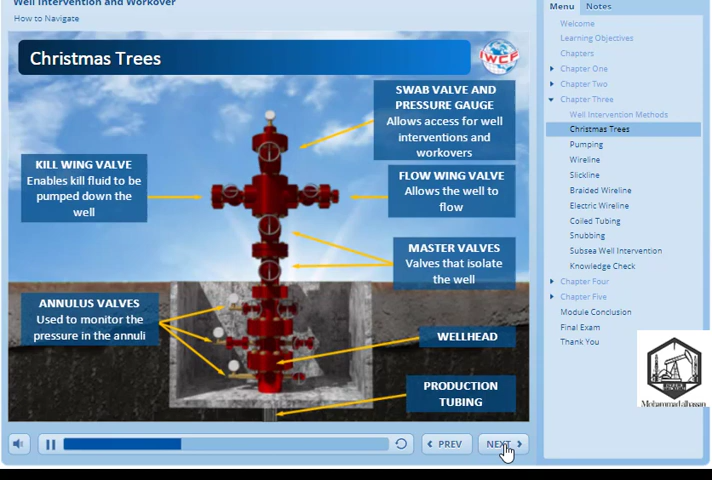 Well Intervention and Workover
How to Navigate
Christmas Trees
IWCF
SWAB VALVE AND
PRESSURE GAUGE
Allows access for well
interventions and
workovers
KILL WING VALVE
Enables kill fluid to be
pumped down the
well
FLOW WING VALVE
Allows the well to
flow
MASTER VALVES
Valves that isolate
the well
ANNULUS VALVES
Used to monitor the
pressure in the annuli
WELLHEAD
PRODUCTION
TUBING
PREV
NEXT
Menu
Notes
Welcome
Learning Objectives
Chapters
Chapter One
Chapter Two
Chapter Three
Well Intervention Methods
Christmas Trees
Pumping
Wireline
Slickline
Braided Wireline
Electric Wireline
Coiled Tubing
Snubbing
Subsea Well Intervention
Knowledge Check
Chapter Four
Chapter Five
Module Conclusion
Final Exam
Thank You